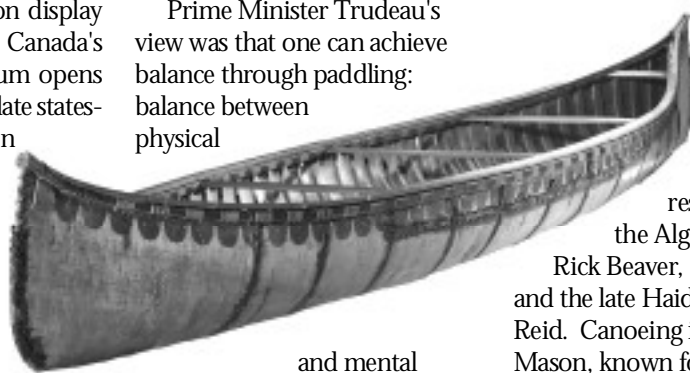 on display
Canada's
um opens
late states-
n
Prime Minister Trudeau's
view was that one can achieve
balance through paddling:
balance between
physical
and mental
res
the Alg
Rick Beaver,
and the late Haid
Reid. Canoeing i
Mason, known fo